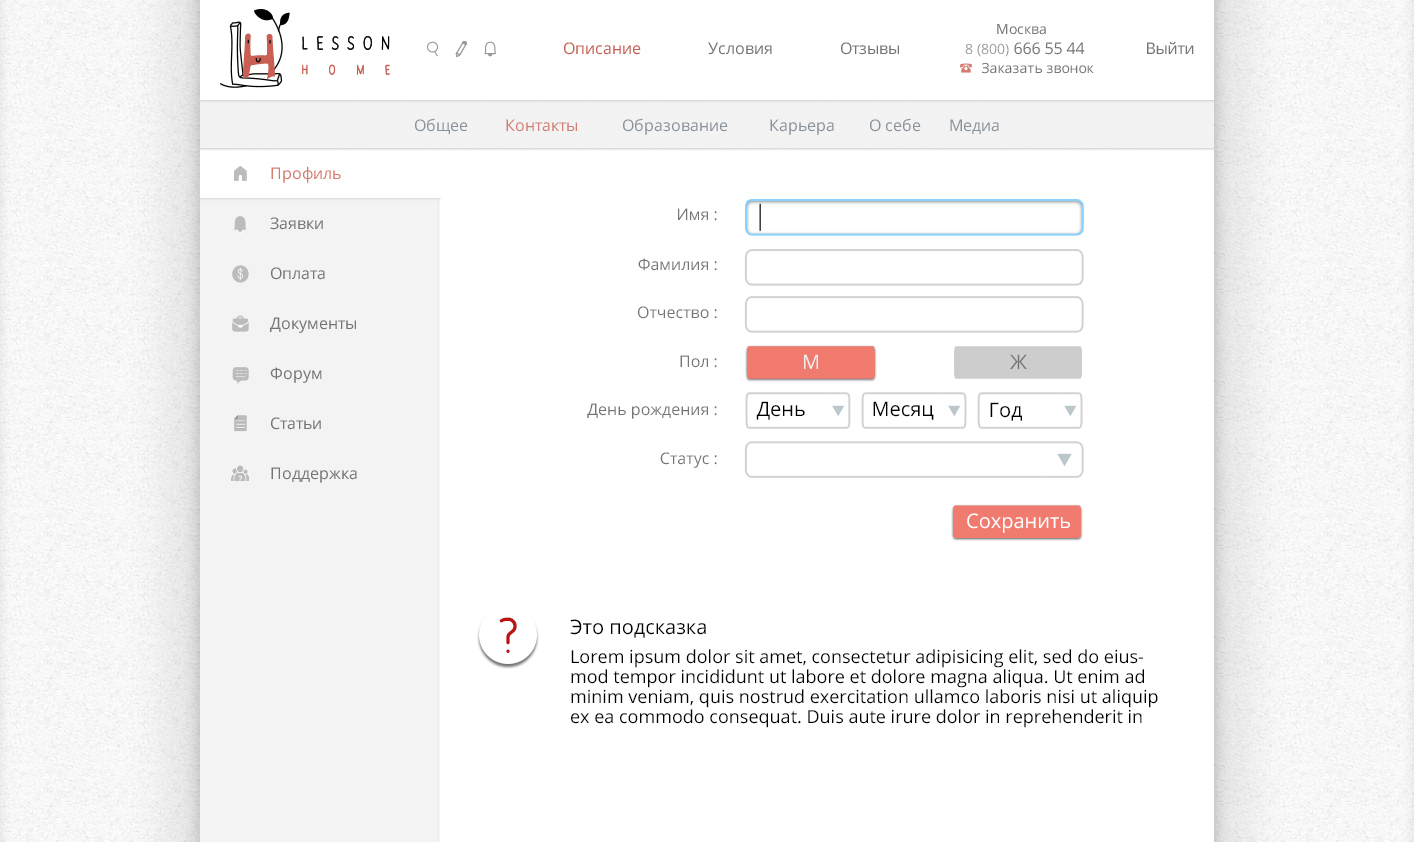 LESSON
HOME
Описание
Условия
Отзывы
Москва
8 (800) 666 55 44
Заказать звонок
Выйти
Общее
Контакты
Образование
Карьера
О себе
Медиа
Профиль
Заявки
Оплата
Документы
Форум
Статьи
Поддержка
Имя :
Фамилия :
Отчество :
Пол :
М
Ж
День рождения :
День
Месяц
Год
Статус :
Сохранить
?
Это подсказка
Lorem ipsum dolor sit amet, consectetur adipisicing elit, sed do eius-
mod tempor incididunt ut labore et dolore magna aliqua. Ut enim ad
minim veniam, quis nostrud exercitation ullamco laboris nisi ut aliquip
ex ea commodo consequat. Duis aute irure dolor in reprehenderit in